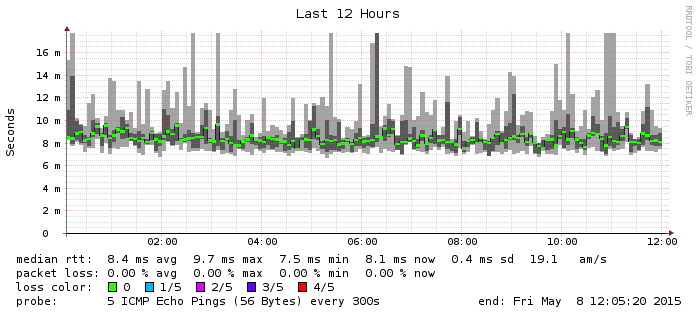 Last 12 Hours
RRDTOOL / TOBI OETIKER
Seconds
16 m
14 m
12 m
10 m
8 m
6 m
4 m
2 m
0
02:00 04:00 06:00 08:00 10:00 12:00
median rtt: 8.4 ms avg 9.7 ms max 7.5 ms min 8.1 ms now 0.4 ms sd 19.1 am/s
packet loss: 0.00 % avg 0.00 % max 0.00 % min 0.00 % now
loss color: 0 1/5 2/5 3/5 4/5
probe: 5 ICMP Echo Pings (56 Bytes) every 300s end: Fri May 8 12:05:20 2015